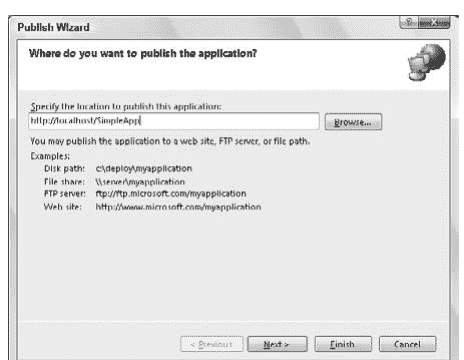 Publish Wizard
Where do you want to publish the application?
Specify the location to publish this application:
http://localhost/SimpleApp
Browse...
You may publish the application to a web site, FTP server, or file path.
Examples:
Disk path: c:\deploy\myapplication
File share: \\server\myapplication
FTP server: ftp://ftp.microsoft.com/myapplication
Web site: http://www.microsoft.com/myapplication
< Previous
Next >
Finish
Cancel